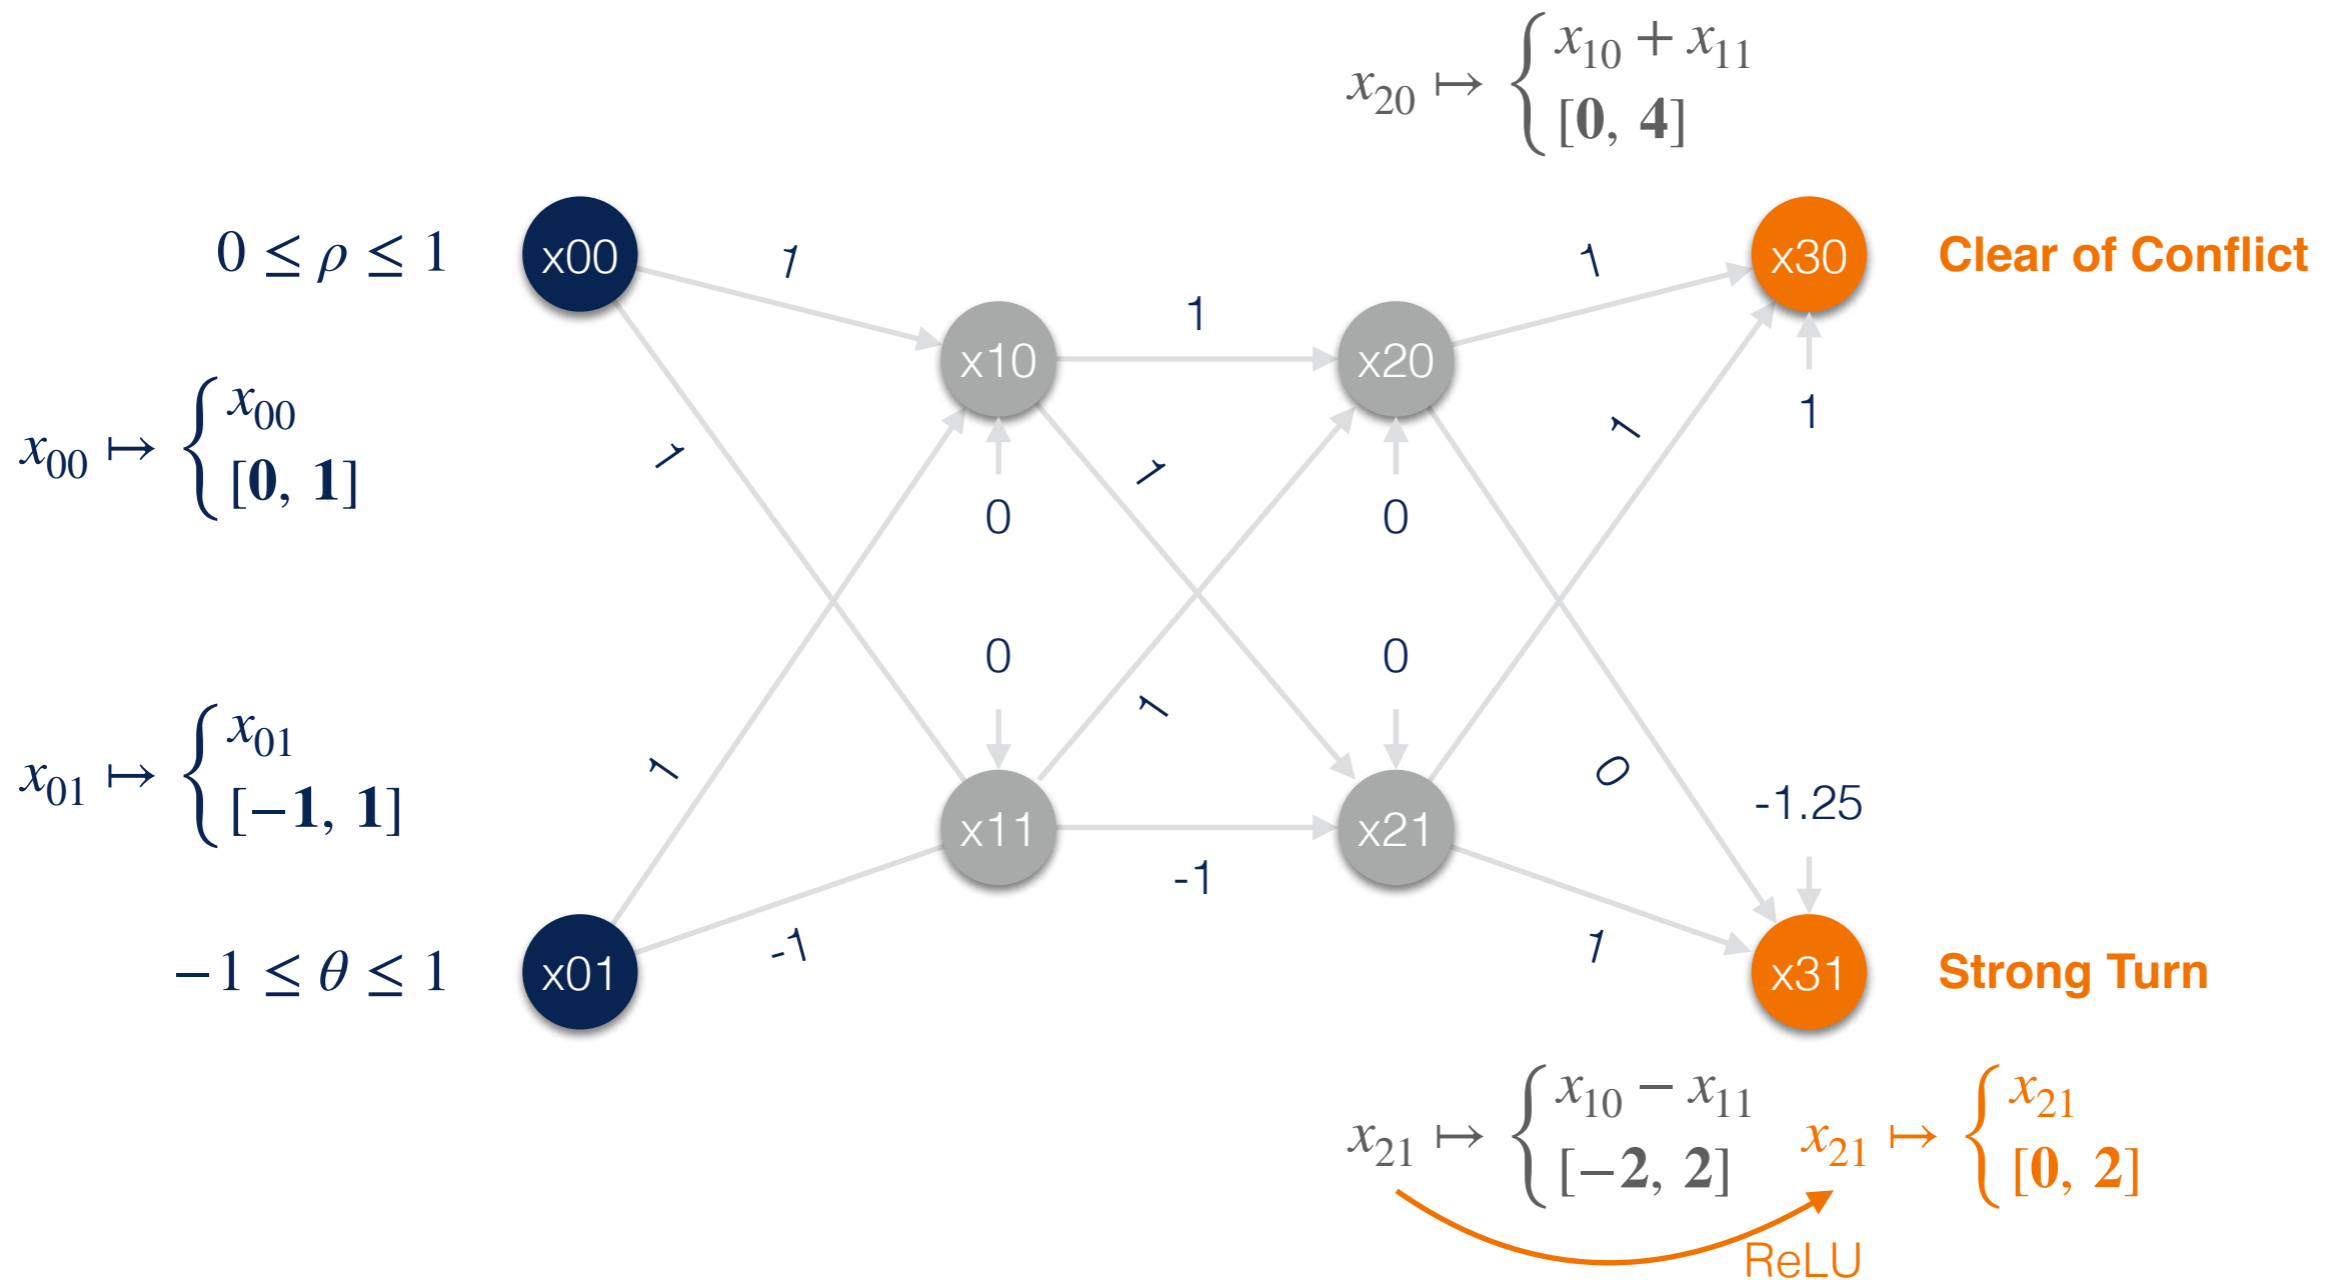 x₂₀ ↦ { x₁₀ + x₁₁
[0, 4]
0 ≤ ρ ≤ 1
x00
1
1
x30
Clear of Conflict
x10
1
x20
1
x₀₀ ↦ { x₀₀
[0, 1]
1
1
1
0
0
0
0
x₀₁ ↦ { x₀₁
[−1, 1]
1
1
0
-1.25
x11
-1
x21
−1 ≤ θ ≤ 1
x01
-1
1
x31
Strong Turn
x₂₁ ↦ { x₁₀ − x₁₁
[−2, 2]
x₂₁ ↦ { x₂₁
[0, 2]
ReLU